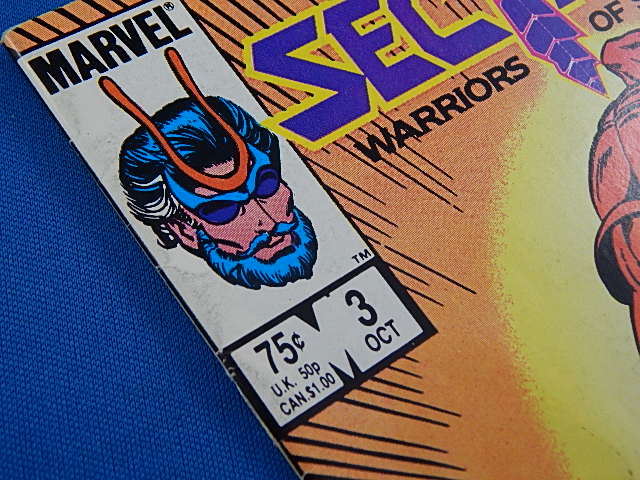 MARVEL®
SEC
OF
WARRIORS
TM
75¢
3
U.K. 50p
OCT
CAN.$1.00